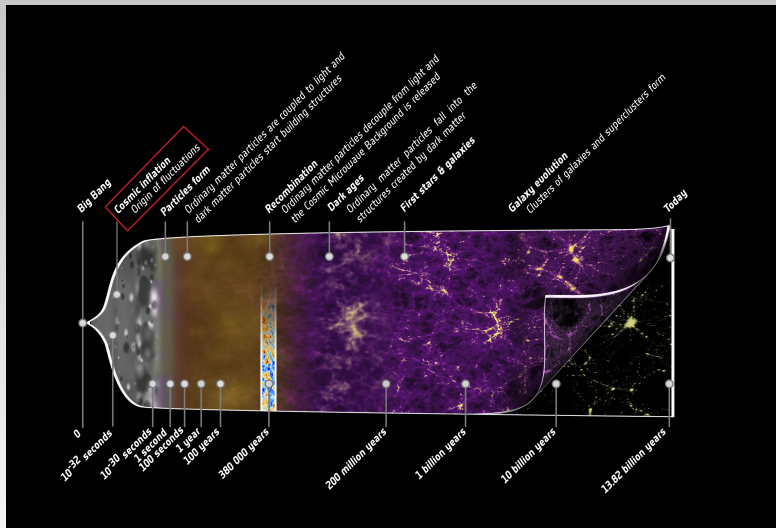 Big Bang
Cosmic inflation
Origin of fluctuations
Particles form
Ordinary matter particles are coupled to light and
dark matter particles start building structures
Recombination
Ordinary matter particles decouple from light and
the Cosmic Microwave Background is released
Dark ages
Ordinary matter particles fall into the
structures created by dark matter
First stars & galaxies
Galaxy evolution
Clusters of galaxies and superclusters form
Today
0
10-32 seconds
10-30 seconds
1 second
100 seconds
1 year
100 years
380 000 years
200 million years
1 billion years
10 billion years
13.82 billion years